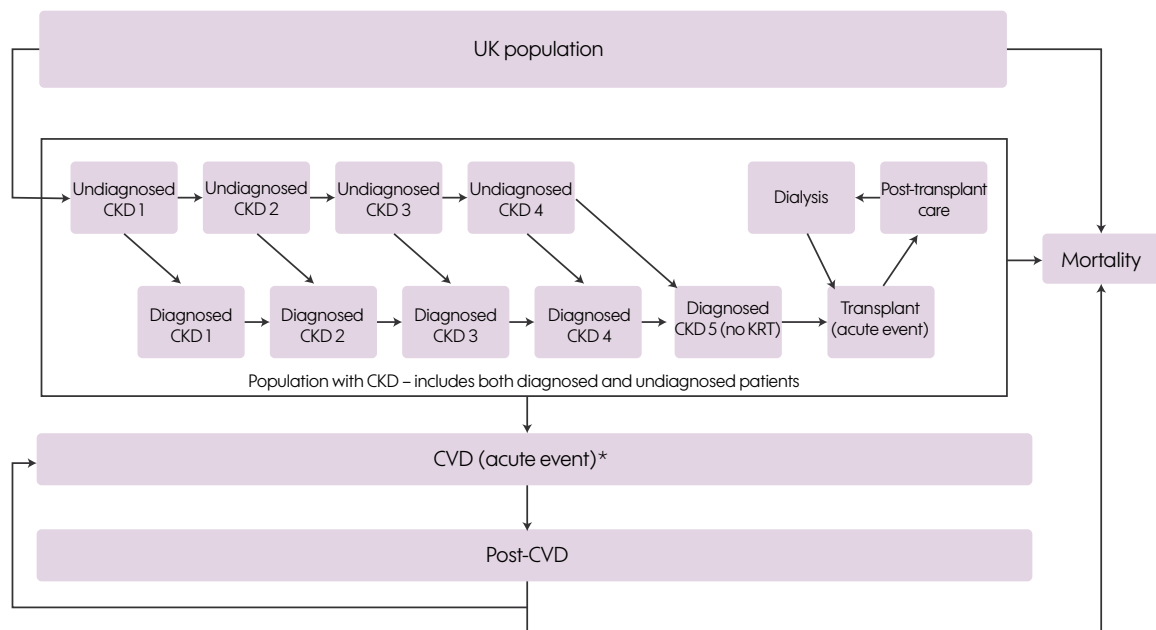 UK population
Undiagnosed
CKD 1
Undiagnosed
CKD 2
Undiagnosed
CKD 3
Undiagnosed
CKD 4
Dialysis
Post-transplant
care
Mortality
Diagnosed
CKD 1
Diagnosed
CKD 2
Diagnosed
CKD 3
Diagnosed
CKD 4
Diagnosed
CKD 5 (no KRT)
Transplant
(acute event)
Population with CKD – includes both diagnosed and undiagnosed patients
CVD (acute event)*
Post-CVD